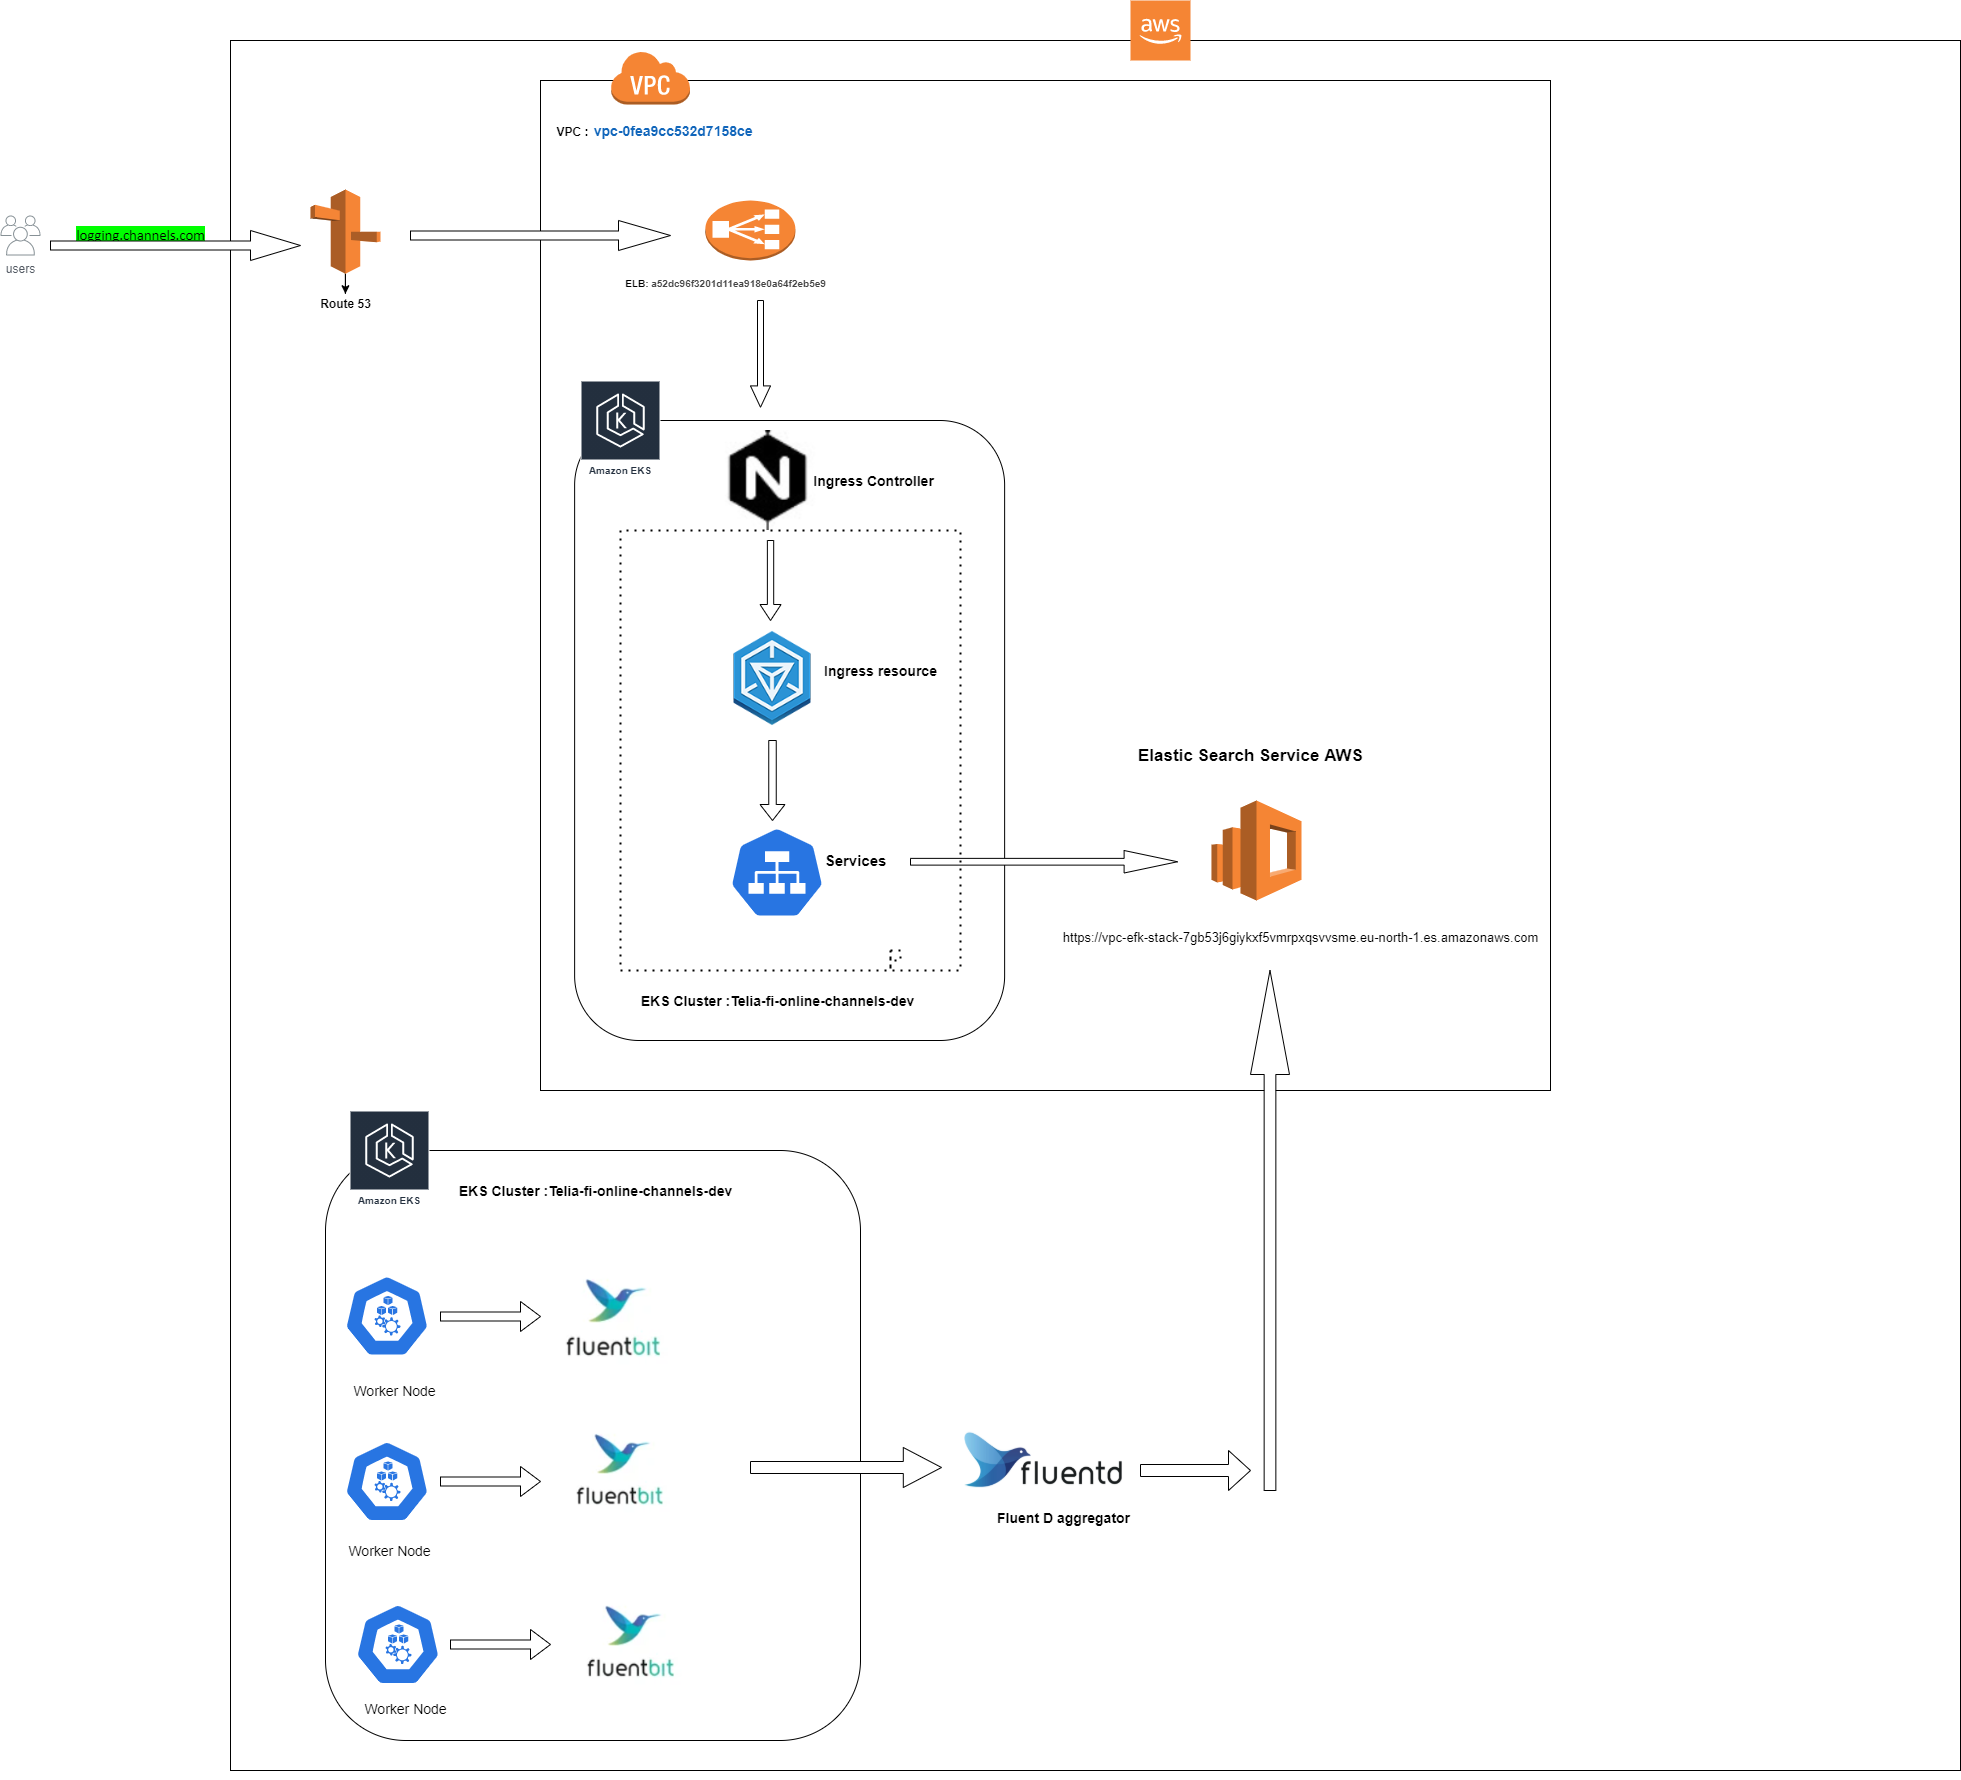 aws
VPC
VPC : vpc-0fea9cc532d7158ce
logging.channels.com
users
Route 53
ELB: a52dc96f3201d11ea918e0a64f2eb5e9
K
Amazon EKS
N
Ingress Controller
Ingress resource
Elastic Search Service AWS
Services
https://vpc-efk-stack-7gb53j6giykxf5vmrpxqsvvsme.eu-north-1.es.amazonaws.com
EKS Cluster :Telia-fi-online-channels-dev
K
Amazon EKS
EKS Cluster :Telia-fi-online-channels-dev
fluentbit
Worker Node
fluentbit
fluentd
Fluent D aggregator
Worker Node
fluentbit
Worker Node